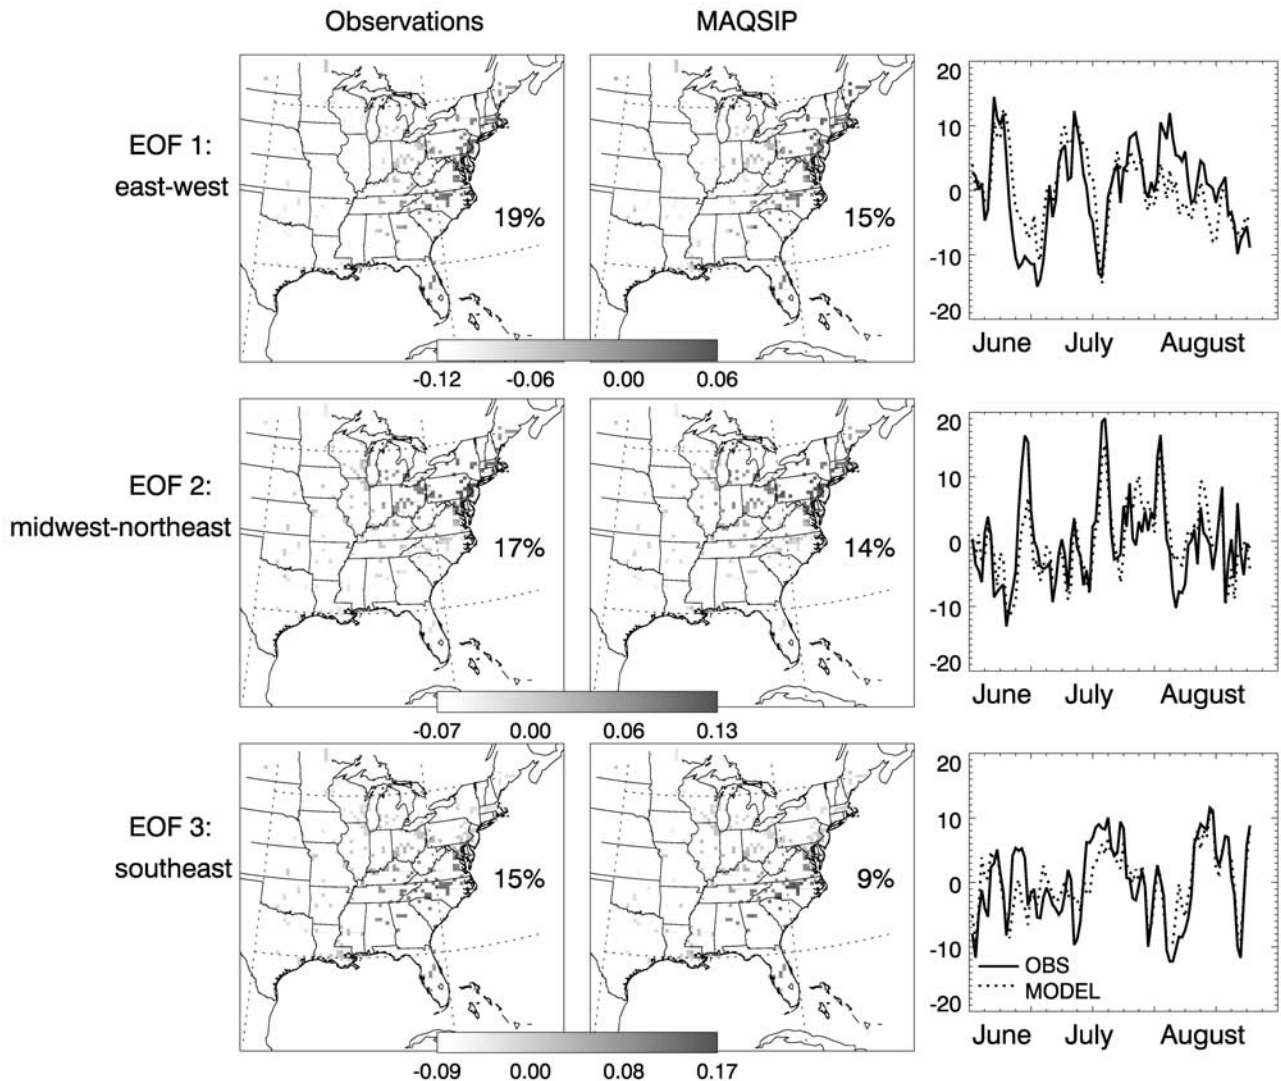 Observations MAQSIP
EOF 1:
east-west
19%
15%
20
10
0
-10
-20
June July August
-0.12 -0.06 0.00 0.06
EOF 2:
midwest-northeast
17%
14%
20
10
0
-10
-20
June July August
-0.07 0.00 0.06 0.13
EOF 3:
southeast
15%
9%
20
10
0
-10
-20
OBS
MODEL
June July August
-0.09 0.00 0.08 0.17